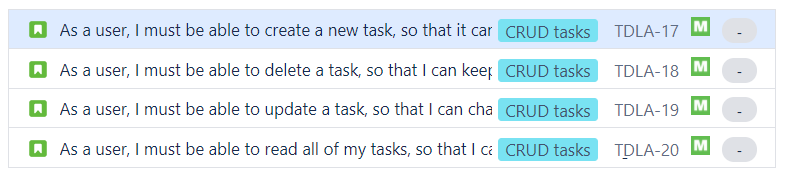 As a user, I must be able to create a new task, so that it car CRUD tasks TDLA-17 M -
As a user, I must be able to delete a task, so that I can keep CRUD tasks TDLA-18 M -
As a user, I must be able to update a task, so that I can cha CRUD tasks TDLA-19 M -
As a user, I must be able to read all of my tasks, so that I ca CRUD tasks TDLA-20 M -